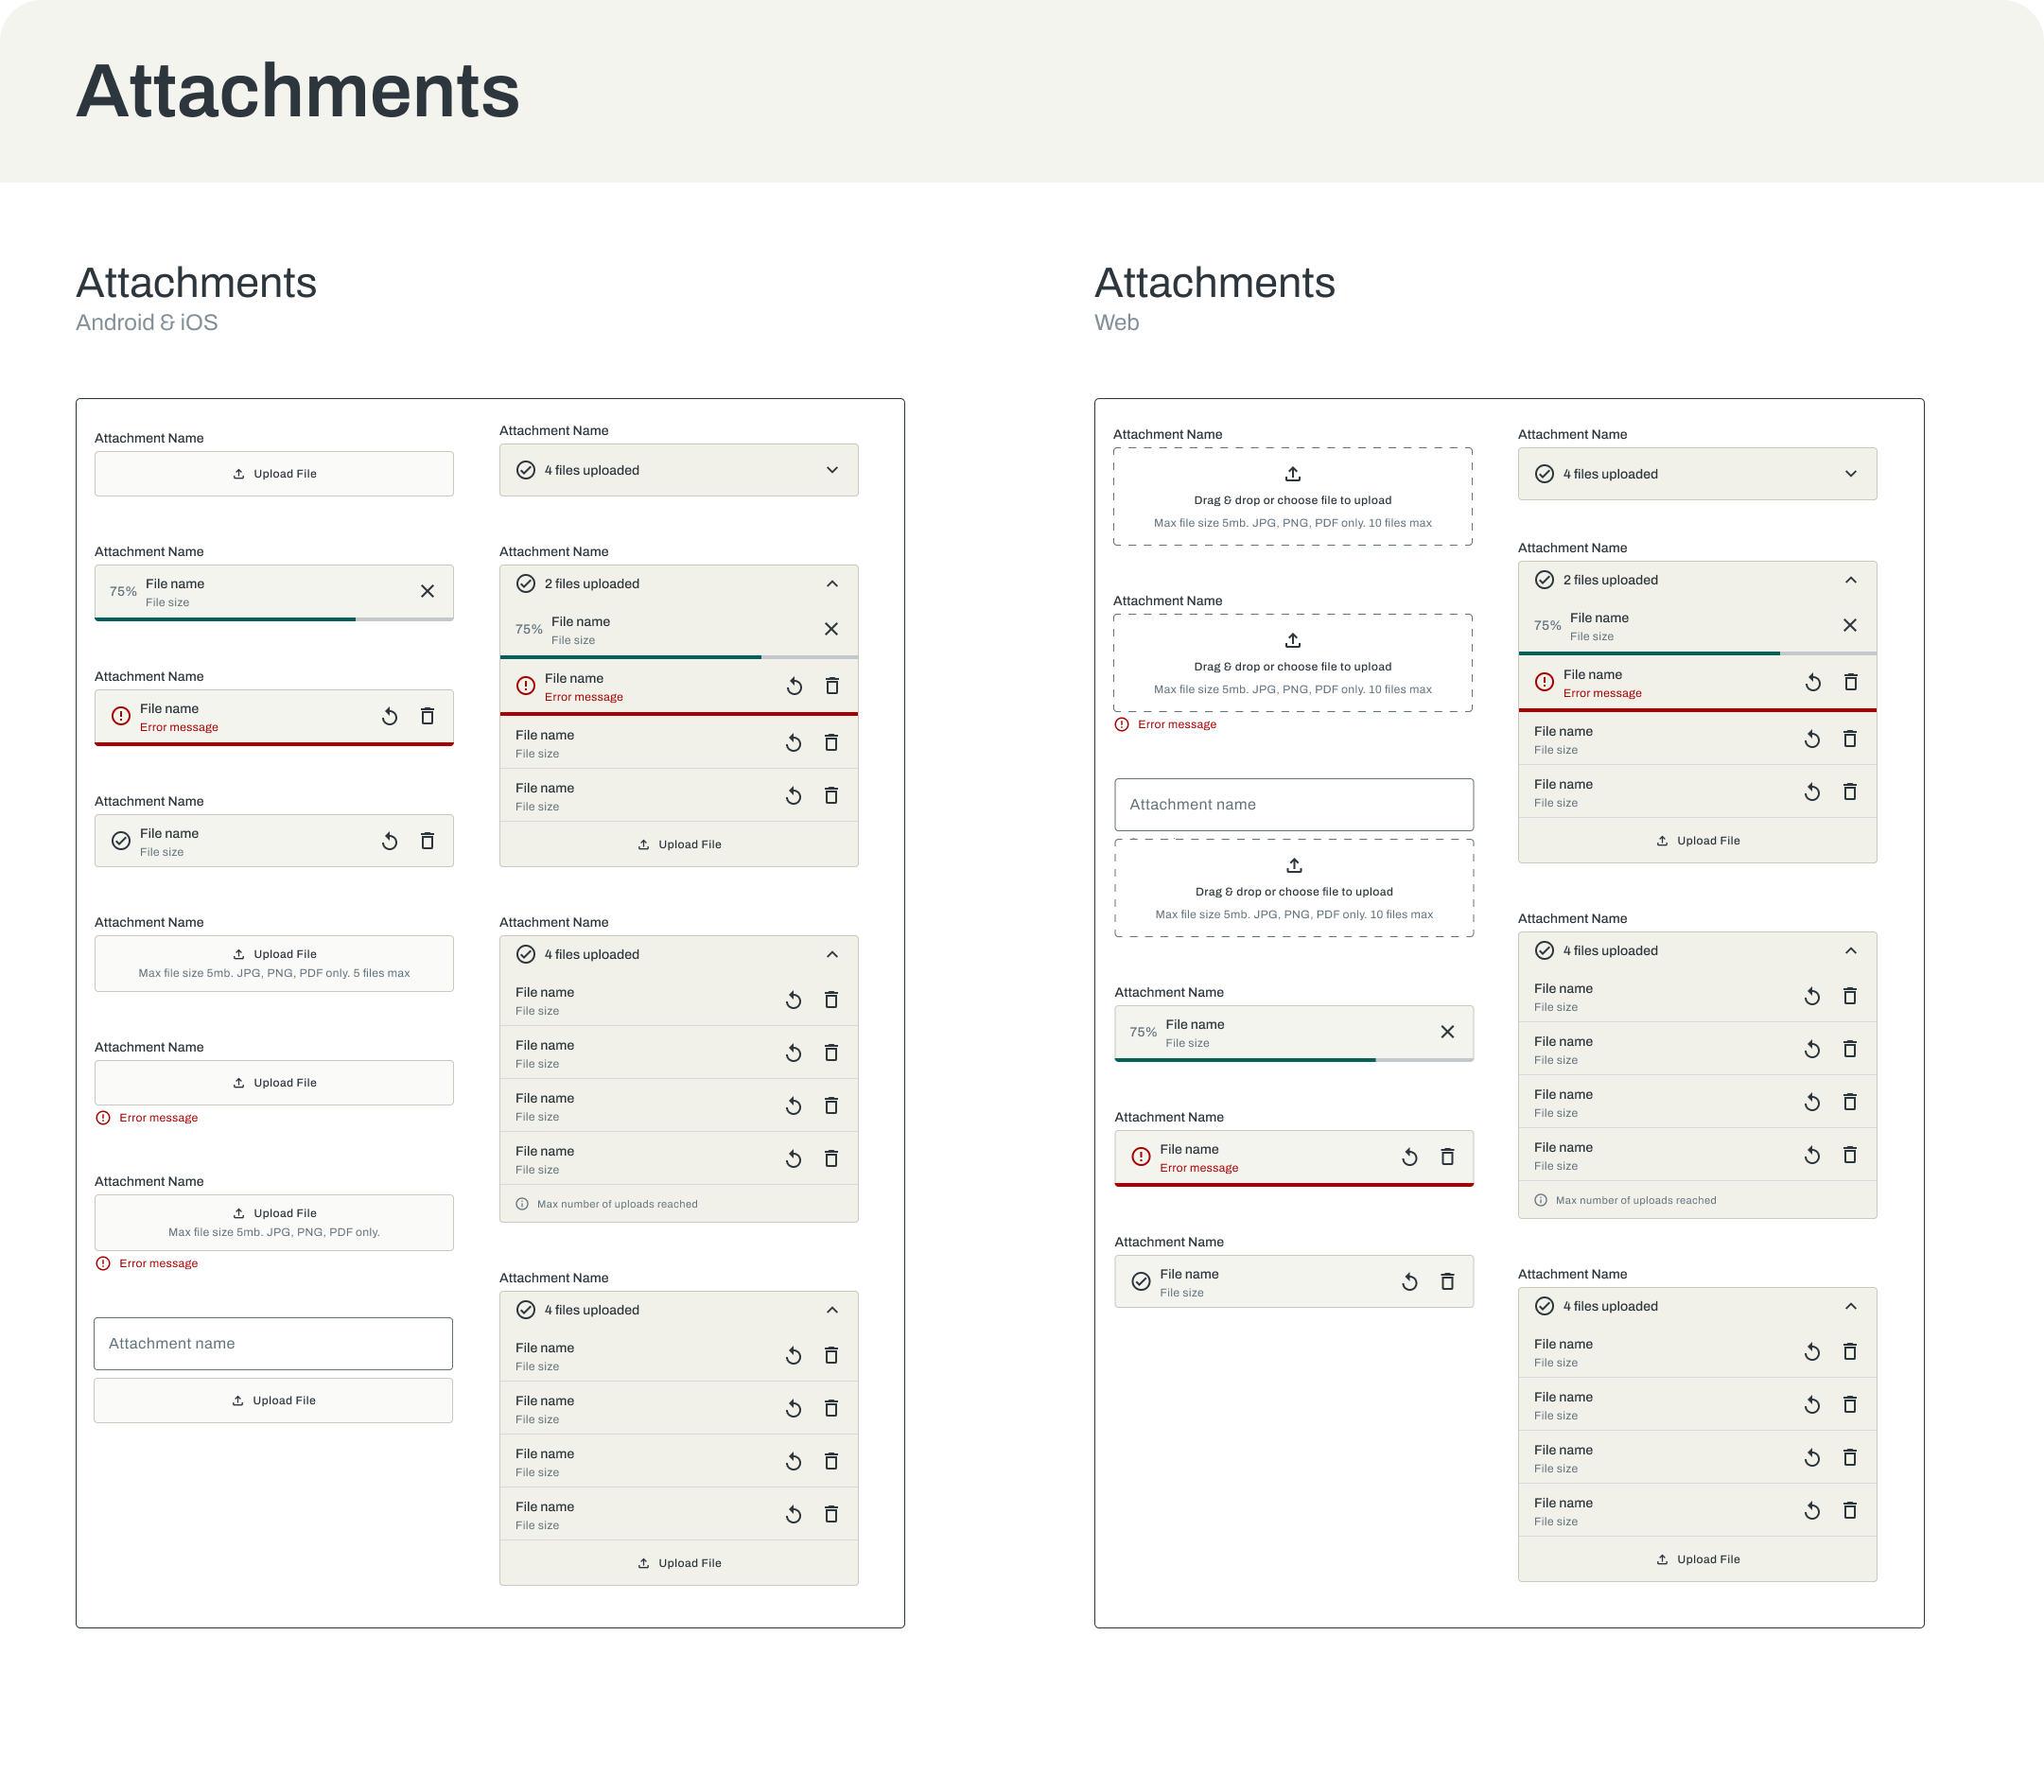 Attachments
Attachments
Android & iOS
Attachment Name
Upload File
Attachment Name
75%
File name
File size
Attachment Name
File name
Error message
Attachment Name
File name
File size
Attachment Name
Upload File
Max file size 5mb. JPG, PNG, PDF only. 5 files max
Attachment Name
Upload File
Error message
Attachment Name
Upload File
Max file size 5mb. JPG, PNG, PDF only.
Error message
Attachment name
Upload File
Attachment Name
4 files uploaded
Attachment Name
2 files uploaded
75%
File name
File size
File name
Error message
File name
File size
File name
File size
Upload File
Attachment Name
4 files uploaded
File name
File size
File name
File size
File name
File size
File name
File size
Max number of uploads reached
Attachment Name
4 files uploaded
File name
File size
File name
File size
File name
File size
File name
File size
Upload File
Attachments
Web
Attachment Name
Drag & drop or choose file to upload
Max file size 5mb. JPG, PNG, PDF only. 10 files max
Attachment Name
Drag & drop or choose file to upload
Max file size 5mb. JPG, PNG, PDF only. 10 files max
Error message
Attachment name
Drag & drop or choose file to upload
Max file size 5mb. JPG, PNG, PDF only. 10 files max
Attachment Name
75%
File name
File size
Attachment Name
File name
Error message
Attachment Name
File name
File size
Attachment Name
4 files uploaded
Attachment Name
2 files uploaded
75%
File name
File size
File name
Error message
File name
File size
File name
File size
Upload File
Attachment Name
4 files uploaded
File name
File size
File name
File size
File name
File size
File name
File size
Max number of uploads reached
Attachment Name
4 files uploaded
File name
File size
File name
File size
File name
File size
File name
File size
Upload File